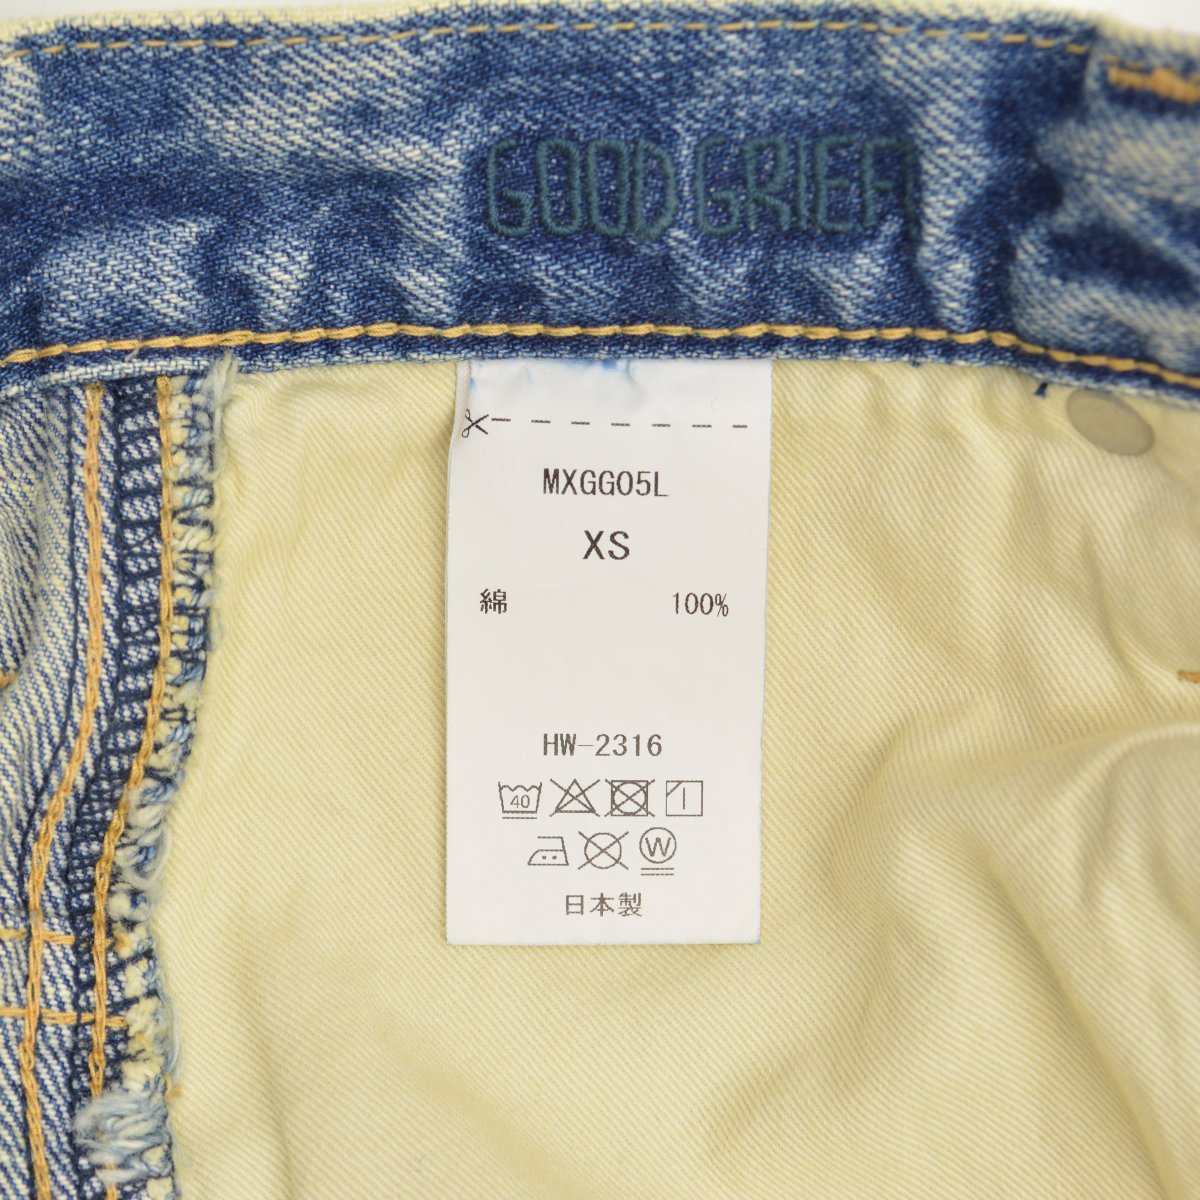 GOOD GRIEF!
MXGG05L
XS
綿 100%
HW-2316
40
W
日本製